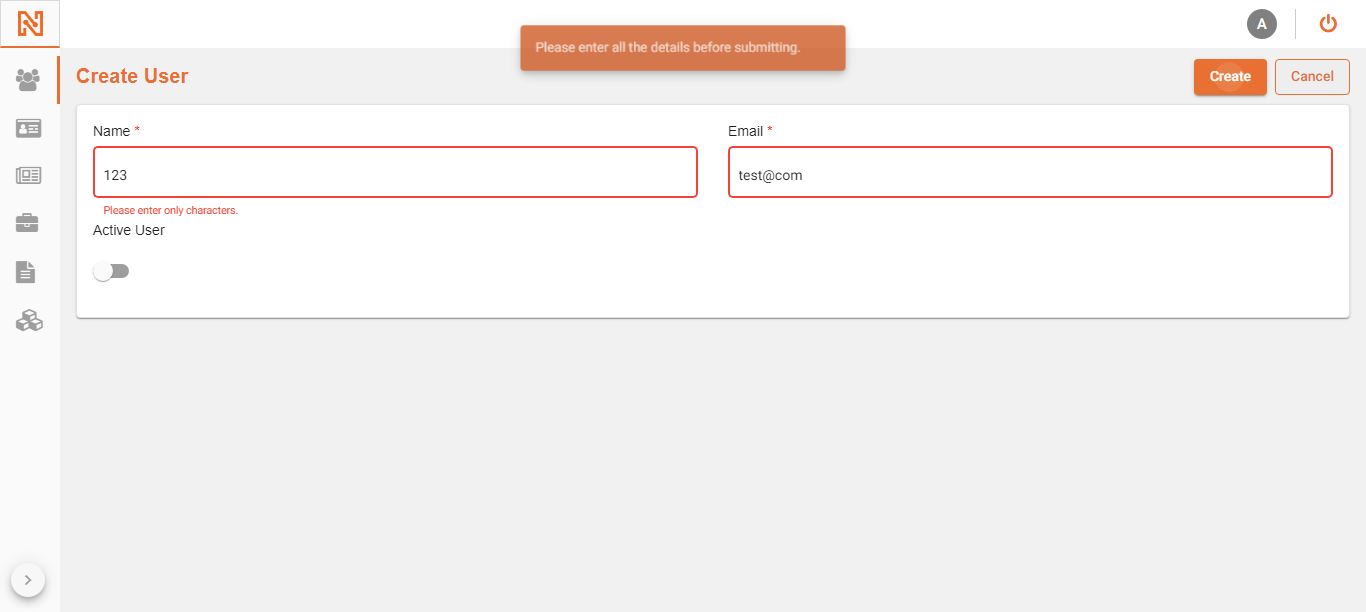 A
Please enter all the details before submitting.
Create User
Create
Cancel
Name *
Email *
123
test@com
Please enter only characters.
Active User